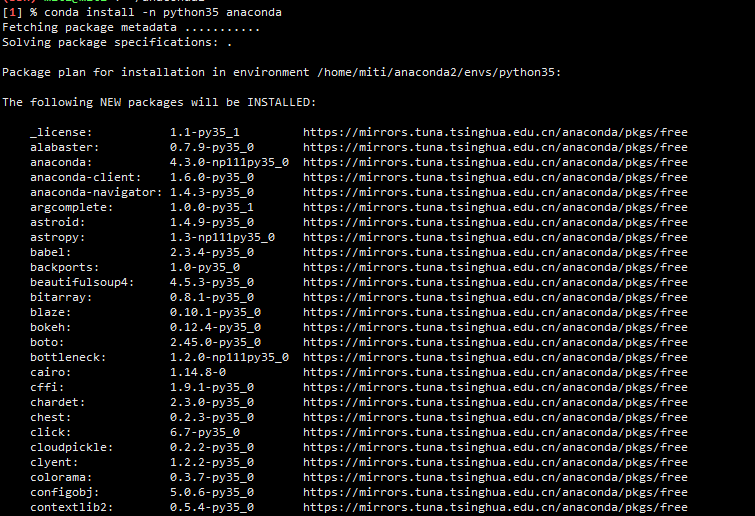 [1] % conda install -n python35 anaconda
Fetching package metadata ...........
Solving package specifications: .
Package plan for installation in environment /home/miti/anaconda2/envs/python35:
The following NEW packages will be INSTALLED:
_license: 1.1-py35_1 https://mirrors.tuna.tsinghua.edu.cn/anaconda/pkgs/free
alabaster: 0.7.9-py35_0 https://mirrors.tuna.tsinghua.edu.cn/anaconda/pkgs/free
anaconda: 4.3.0-np111py35_0 https://mirrors.tuna.tsinghua.edu.cn/anaconda/pkgs/free
anaconda-client: 1.6.0-py35_0 https://mirrors.tuna.tsinghua.edu.cn/anaconda/pkgs/free
anaconda-navigator: 1.4.3-py35_0 https://mirrors.tuna.tsinghua.edu.cn/anaconda/pkgs/free
argcomplete: 1.0.0-py35_1 https://mirrors.tuna.tsinghua.edu.cn/anaconda/pkgs/free
astroid: 1.4.9-py35_0 https://mirrors.tuna.tsinghua.edu.cn/anaconda/pkgs/free
astropy: 1.3-np111py35_0 https://mirrors.tuna.tsinghua.edu.cn/anaconda/pkgs/free
babel: 2.3.4-py35_0 https://mirrors.tuna.tsinghua.edu.cn/anaconda/pkgs/free
backports: 1.0-py35_0 https://mirrors.tuna.tsinghua.edu.cn/anaconda/pkgs/free
beautifulsoup4: 4.5.3-py35_0 https://mirrors.tuna.tsinghua.edu.cn/anaconda/pkgs/free
bitarray: 0.8.1-py35_0 https://mirrors.tuna.tsinghua.edu.cn/anaconda/pkgs/free
blaze: 0.10.1-py35_0 https://mirrors.tuna.tsinghua.edu.cn/anaconda/pkgs/free
bokeh: 0.12.4-py35_0 https://mirrors.tuna.tsinghua.edu.cn/anaconda/pkgs/free
boto: 2.45.0-py35_0 https://mirrors.tuna.tsinghua.edu.cn/anaconda/pkgs/free
bottleneck: 1.2.0-np111py35_0 https://mirrors.tuna.tsinghua.edu.cn/anaconda/pkgs/free
cairo: 1.14.8-0 https://mirrors.tuna.tsinghua.edu.cn/anaconda/pkgs/free
cffi: 1.9.1-py35_0 https://mirrors.tuna.tsinghua.edu.cn/anaconda/pkgs/free
chardet: 2.3.0-py35_0 https://mirrors.tuna.tsinghua.edu.cn/anaconda/pkgs/free
chest: 0.2.3-py35_0 https://mirrors.tuna.tsinghua.edu.cn/anaconda/pkgs/free
click: 6.7-py35_0 https://mirrors.tuna.tsinghua.edu.cn/anaconda/pkgs/free
cloudpickle: 0.2.2-py35_0 https://mirrors.tuna.tsinghua.edu.cn/anaconda/pkgs/free
clyent: 1.2.2-py35_0 https://mirrors.tuna.tsinghua.edu.cn/anaconda/pkgs/free
colorama: 0.3.7-py35_0 https://mirrors.tuna.tsinghua.edu.cn/anaconda/pkgs/free
configobj: 5.0.6-py35_0 https://mirrors.tuna.tsinghua.edu.cn/anaconda/pkgs/free
contextlib2: 0.5.4-py35_0 https://mirrors.tuna.tsinghua.edu.cn/anaconda/pkgs/free